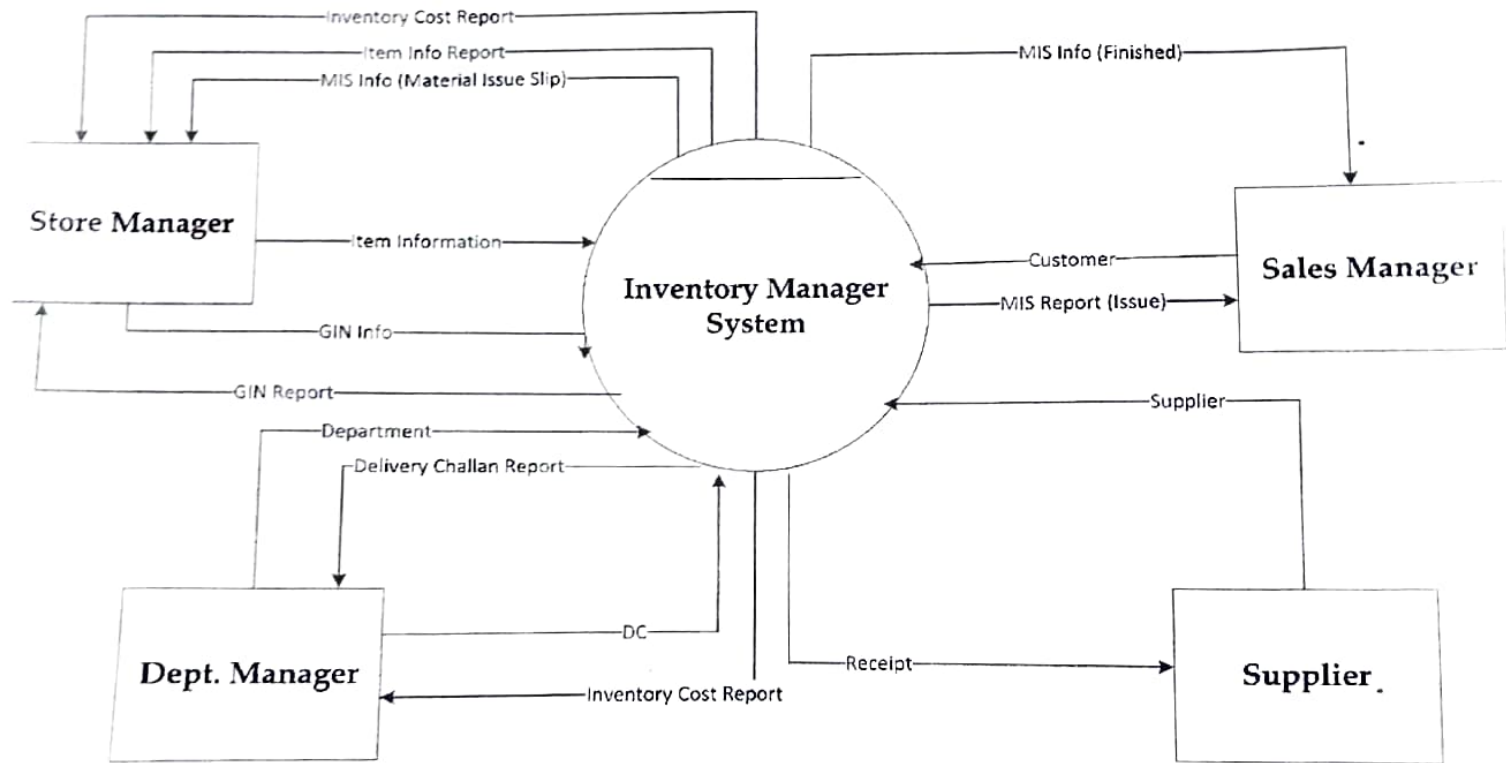 Inventory Cost Report
Item Info Report
MIS Info (Material Issue Slip)
MIS Info (Finished)
Store Manager
Item Information
Inventory Manager
System
Customer
Sales Manager
MIS Report (Issue)
GIN Info
GIN Report
Supplier
Department
Delivery Challan Report
DC
Dept. Manager
Receipt
Supplier
Inventory Cost Report